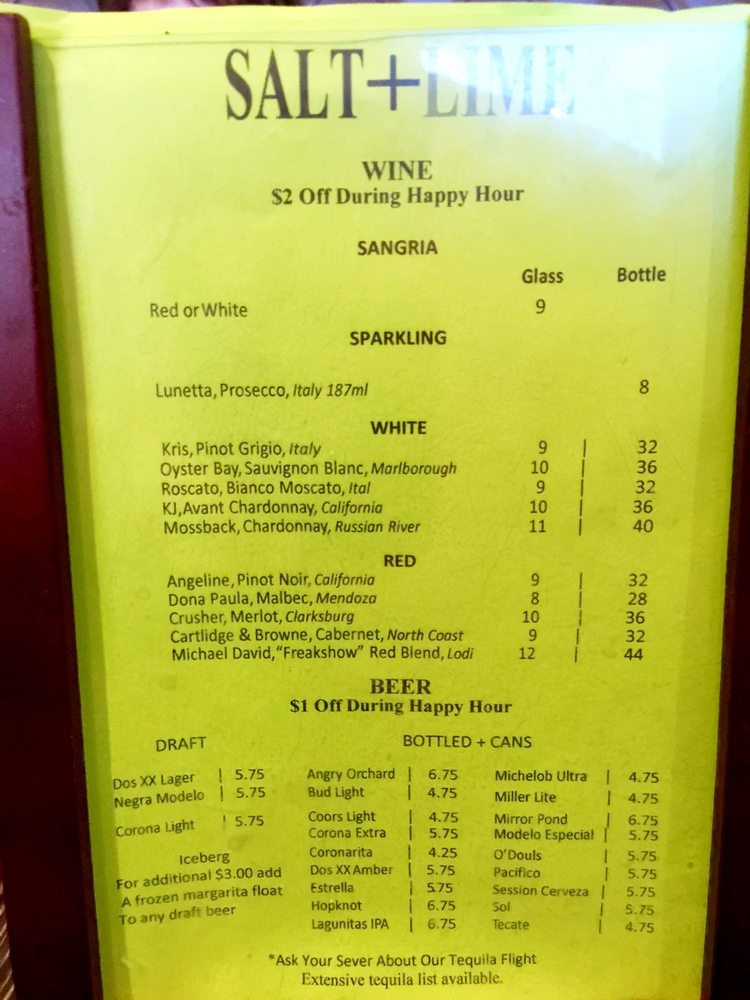 SALT+LIME
WINE
$2 Off During Happy Hour
SANGRIA
Glass Bottle
Red or White 9
SPARKLING
Lunetta, Prosecco, Italy 187ml 8
WHITE
Kris, Pinot Grigio, Italy 9 | 32
Oyster Bay, Sauvignon Blanc, Marlborough 10 | 36
Roscato, Bianco Moscato, Ital 9 | 32
KJ,Avant Chardonnay, California 10 | 36
Mossback, Chardonnay, Russian River 11 | 40
RED
Angeline, Pinot Noir, California 9 | 32
Dona Paula, Malbec, Mendoza 8 | 28
Crusher, Merlot, Clarksburg 10 | 36
Cartlidge & Browne, Cabernet, North Coast 9 | 32
Michael David, "Freakshow" Red Blend, Lodi 12 | 44
BEER
$1 Off During Happy Hour
DRAFT
Dos XX Lager | 5.75
Negra Modelo | 5.75
Corona Light | 5.75
Iceberg
For additional $3.00 add
A frozen margarita float
To any draft beer
BOTTLED + CANS
Angry Orchard | 6.75
Bud Light | 4.75
Coors Light | 4.75
Corona Extra | 5.75
Coronarita | 4.25
Dos XX Amber | 5.75
Estrella | 5.75
Hopknot | 6.75
Lagunitas IPA | 6.75
Michelob Ultra | 4.75
Miller Lite | 4.75
Mirror Pond | 6.75
Modelo Especial | 5.75
O'Douls | 5.75
Pacifico | 5.75
Session Cerveza | 5.75
Sol | 5.75
Tecate | 4.75
*Ask Your Sever About Our Tequila Flight
Extensive tequila list available.